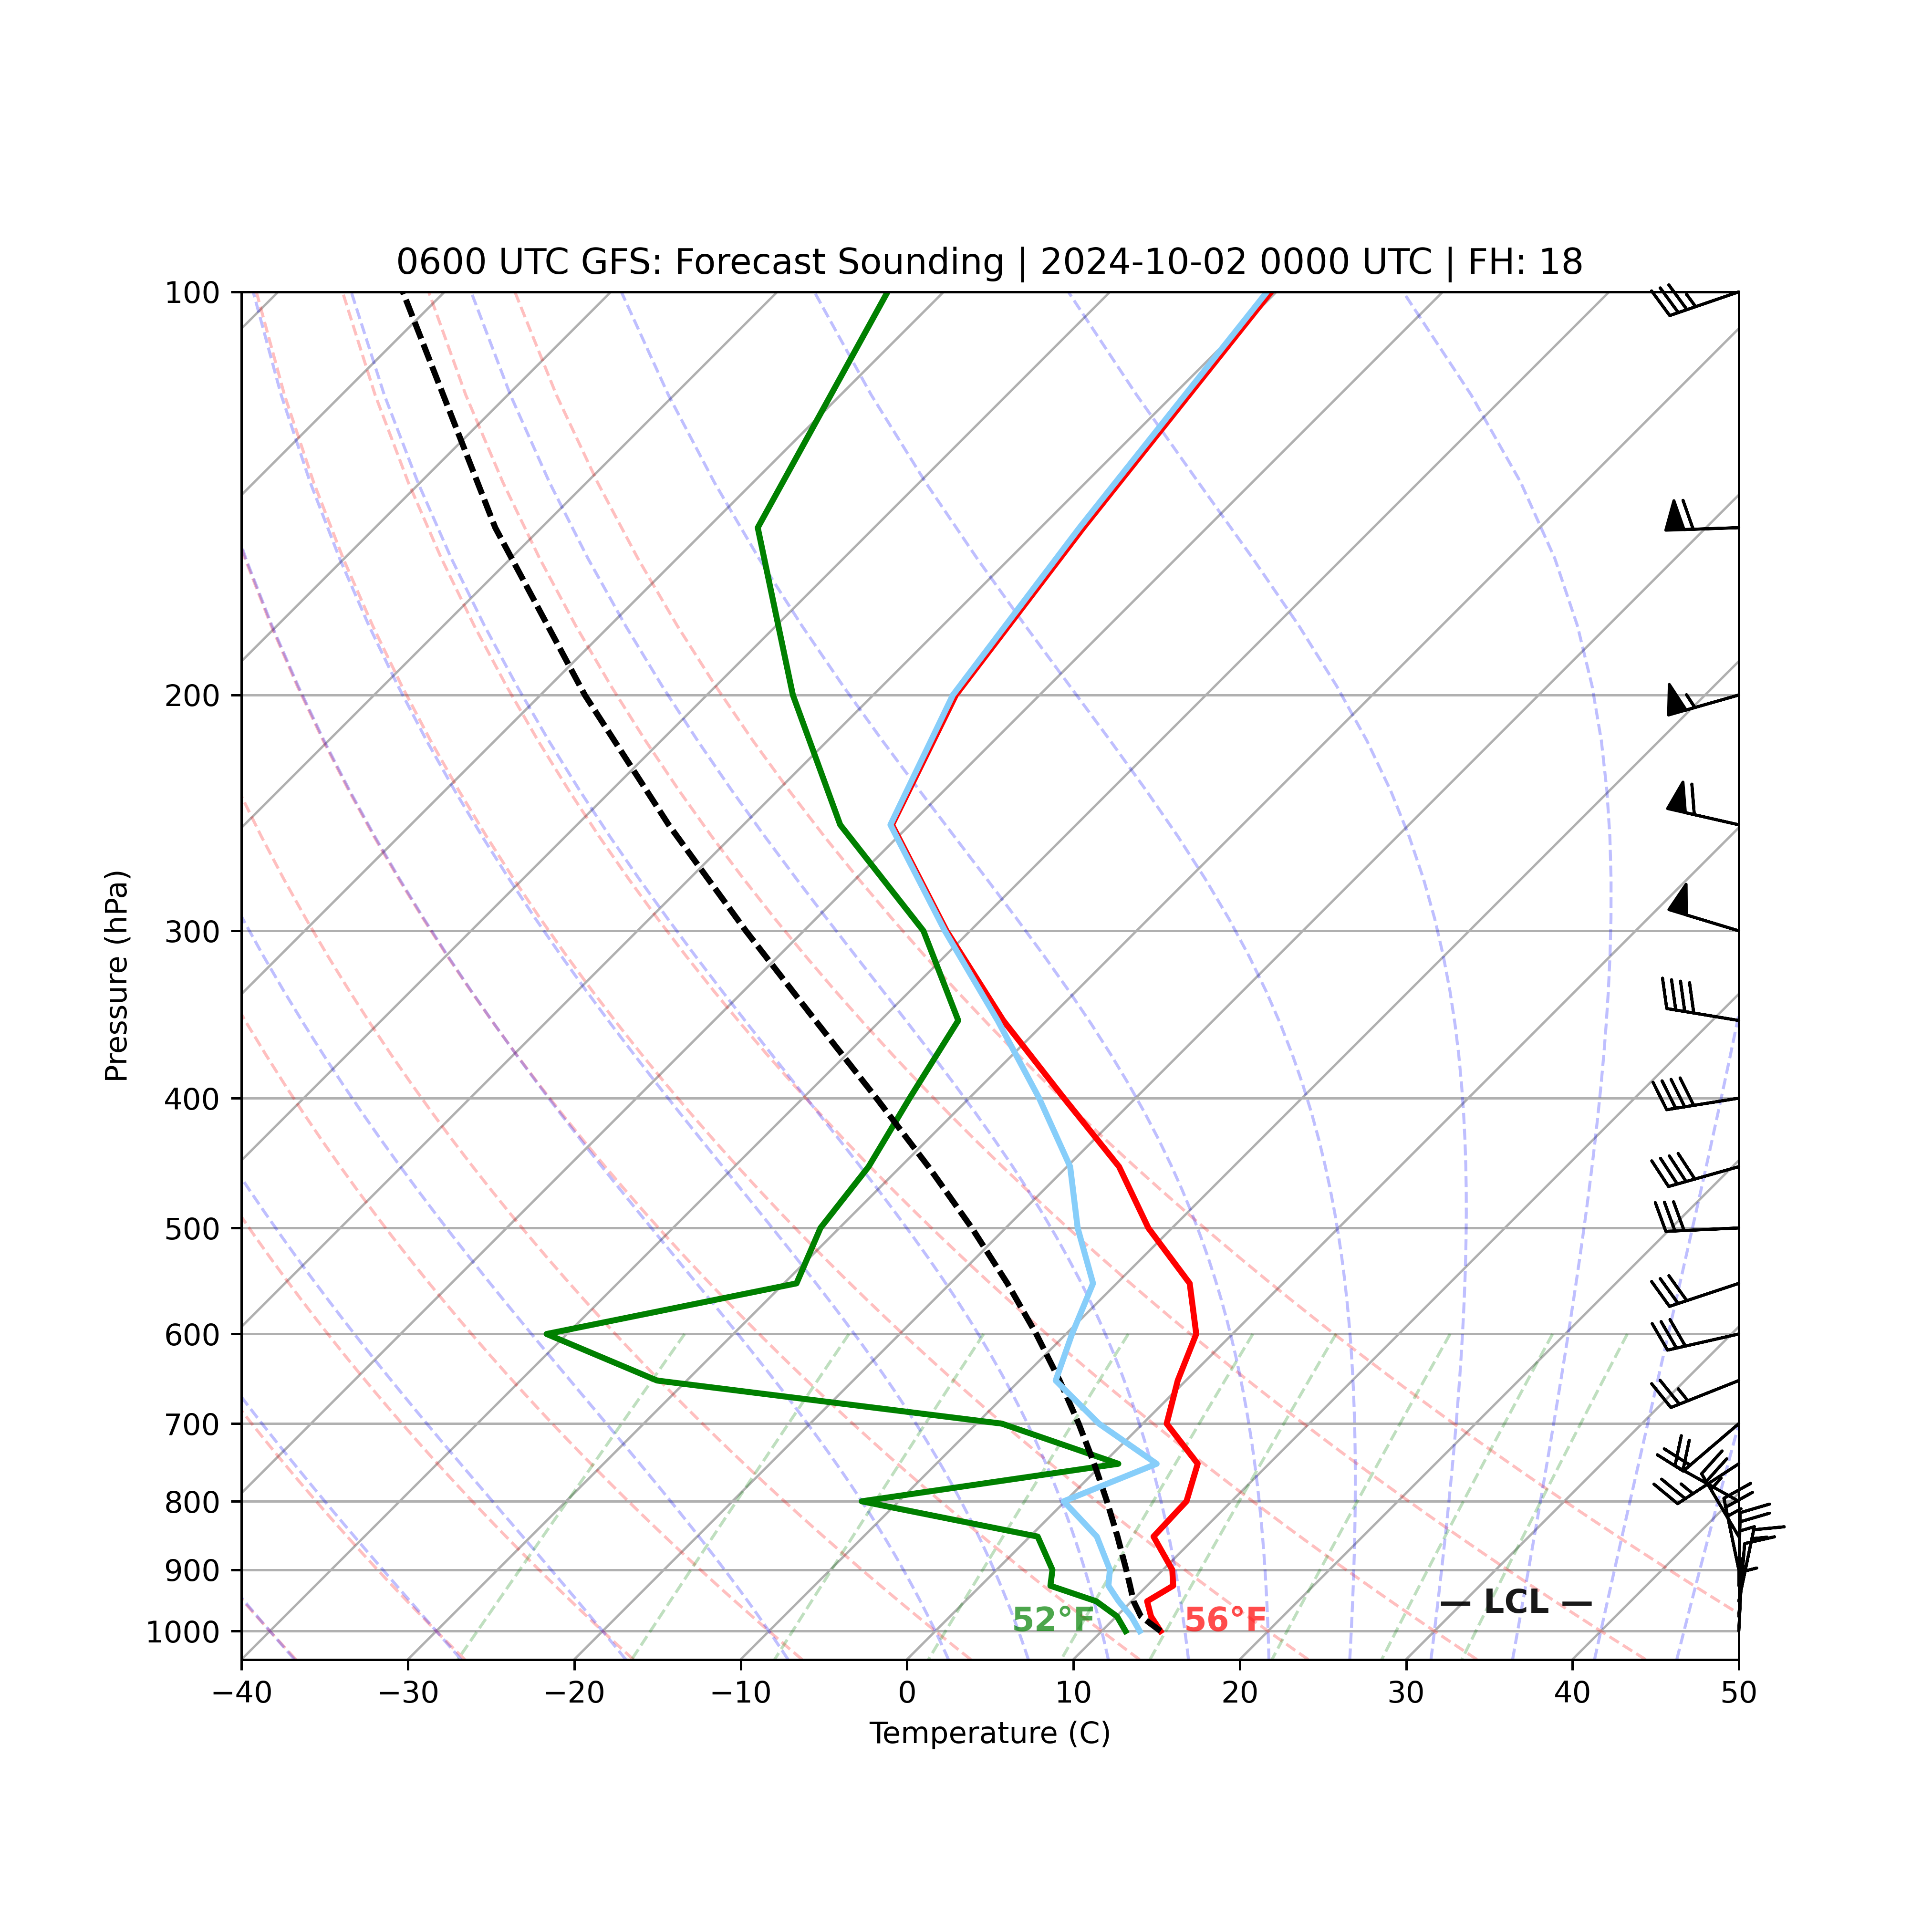 0600 UTC GFS: Forecast Sounding | 2024-10-02 0000 UTC | FH: 18
100
200
300
400
500
600
700
800
900
1000
Pressure (hPa)
52°F
56°F
— LCL —
−40 −30 −20 −10 0 10 20 30 40 50
Temperature (C)